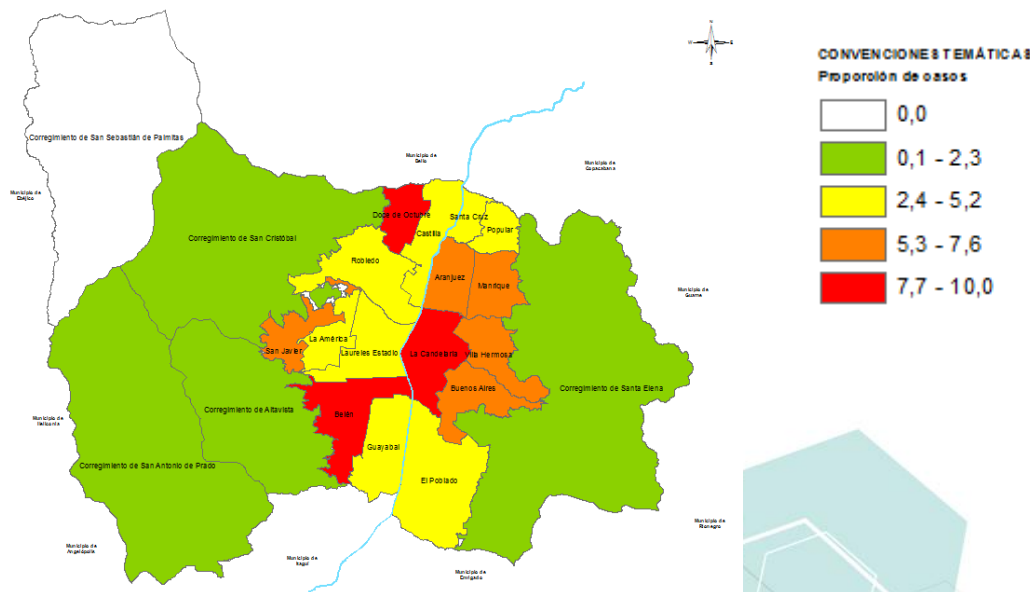 N
W
E
S
CONVENCIONES TEMÁTICAS
Proporción de casos
0,0
0,1 - 2,3
2,4 - 5,2
5,3 - 7,6
7,7 - 10,0
Corregimiento de San Sebastián de Palmitas
Municipio de
Bello
Municipio de
Copacabana
Municipio de
Ebéjico
Doce de Octubre
Santa Cruz
Castilla
Popular
Corregimiento de San Cristóbal
Robledo
Aranjuez
Manrique
Municipio de
Guarne
La América
San Javier
Laureles Estadio
La Candelaria
Villa Hermosa
Buenos Aires
Corregimiento de Santa Elena
Corregimiento de Altavista
Belén
Municipio de
Heliconia
Guayabal
Corregimiento de San Antonio de Prado
El Poblado
Municipio de
Rionegro
Municipio de
Angelópolis
Municipio de
Itagüí
Municipio de
Envigado